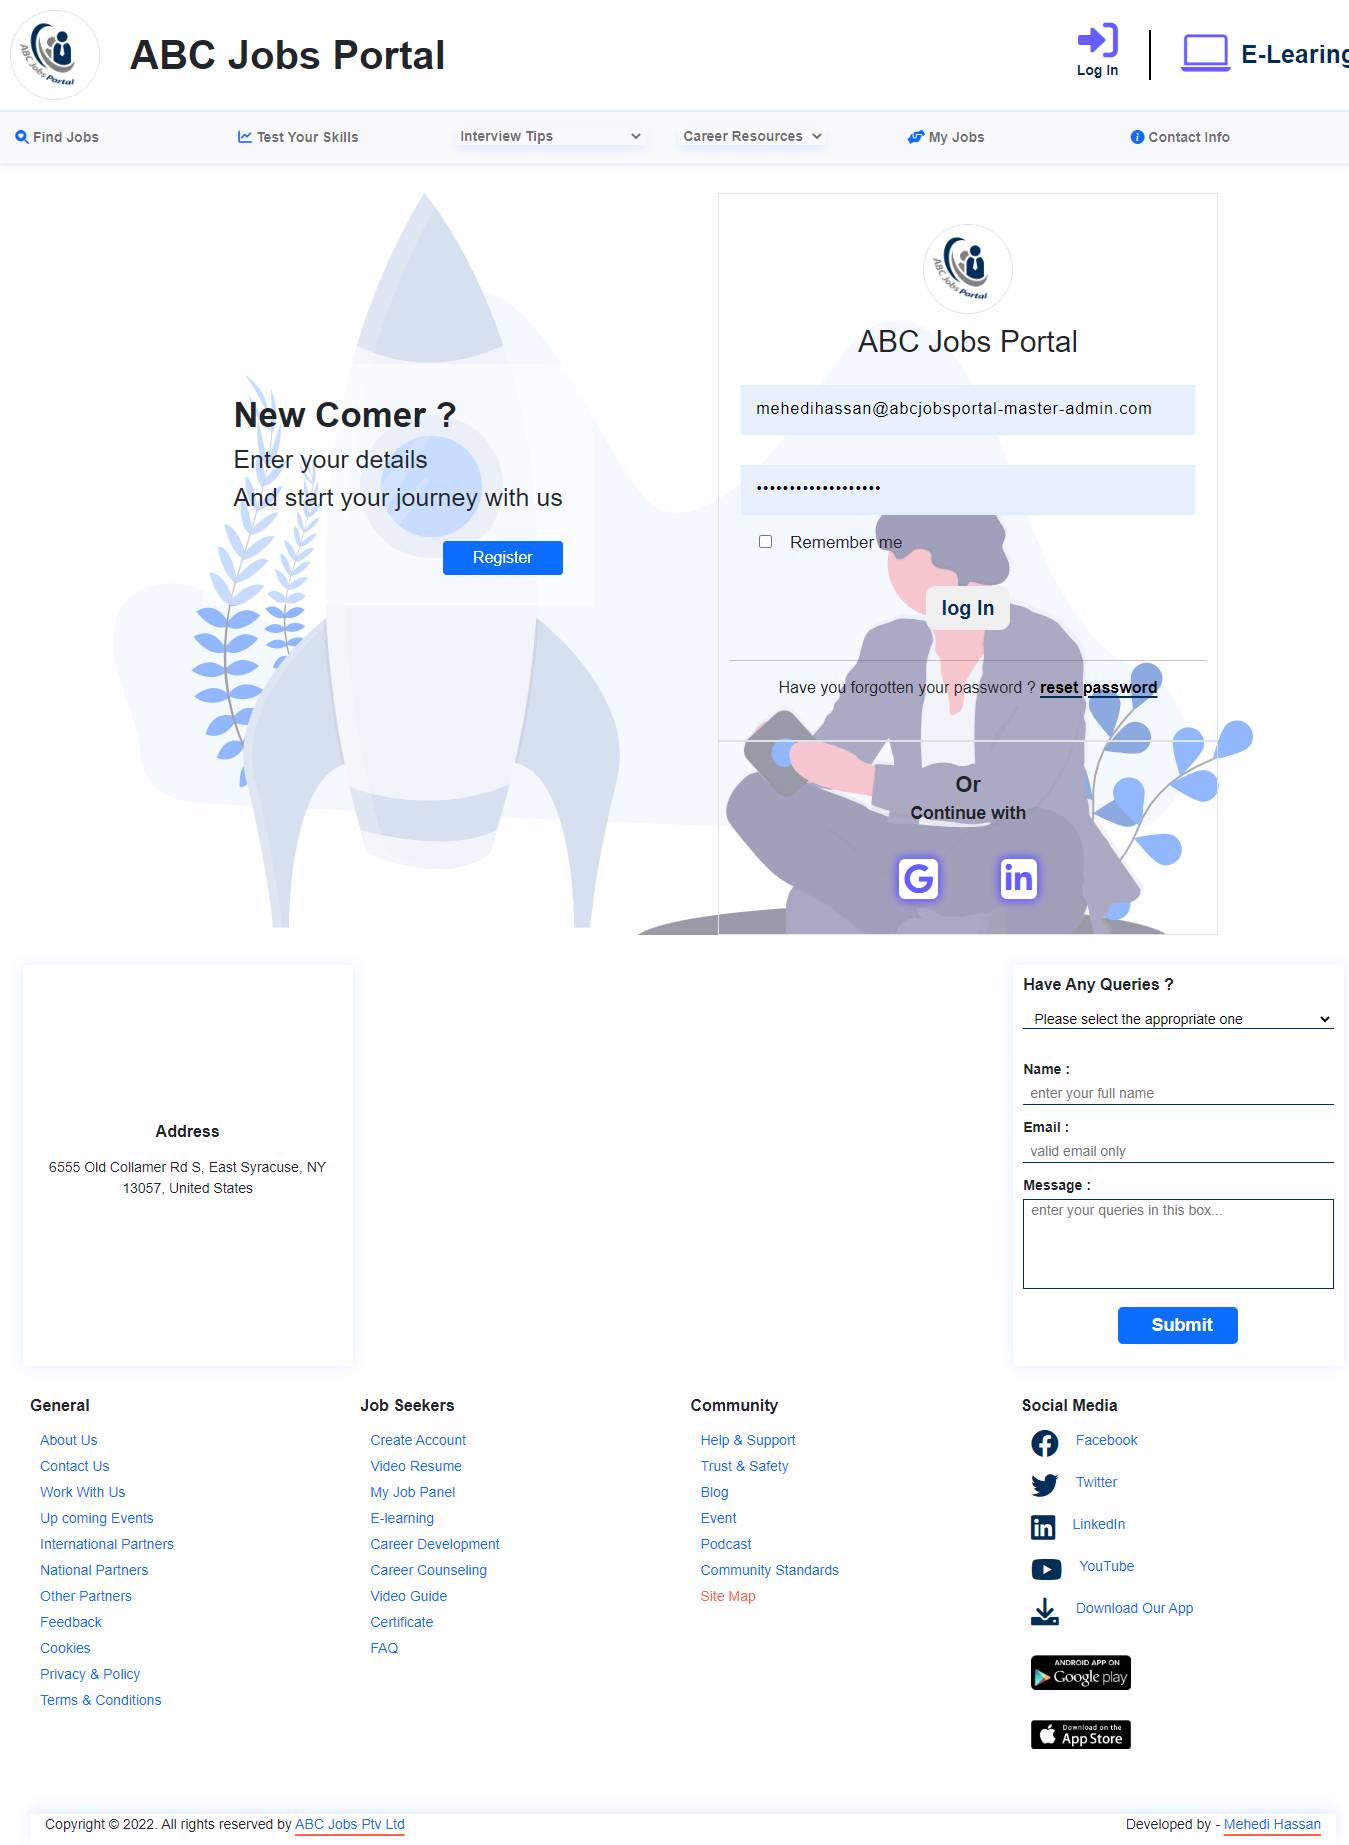 ABC Jobs Portal
ABC Jobs Portal
Log In
E-Learing
Find Jobs
Test Your Skills
Interview Tips
Career Resources
My Jobs
Contact Info
ABC Jobs Portal
ABC Jobs Portal
mehedihassan@abcjobsportal-master-admin.com
•••••••••••••••••••
Remember me
log In
Have you forgotten your password ? reset password
Or
Continue with
New Comer ?
Enter your details
And start your journey with us
Register
Address
6555 Old Collamer Rd S, East Syracuse, NY
13057, United States
Have Any Queries ?
Please select the appropriate one
Name :
enter your full name
Email :
valid email only
Message :
enter your queries in this box...
Submit
General
About Us
Contact Us
Work With Us
Up coming Events
International Partners
National Partners
Other Partners
Feedback
Cookies
Privacy & Policy
Terms & Conditions
Job Seekers
Create Account
Video Resume
My Job Panel
E-learning
Career Development
Career Counseling
Video Guide
Certificate
FAQ
Community
Help & Support
Trust & Safety
Blog
Event
Podcast
Community Standards
Site Map
Social Media
Facebook
Twitter
LinkedIn
YouTube
Download Our App
ANDROID APP ON
Google play
Download on the
App Store
Copyright © 2022. All rights reserved by ABC Jobs Ptv Ltd
Developed by - Mehedi Hassan